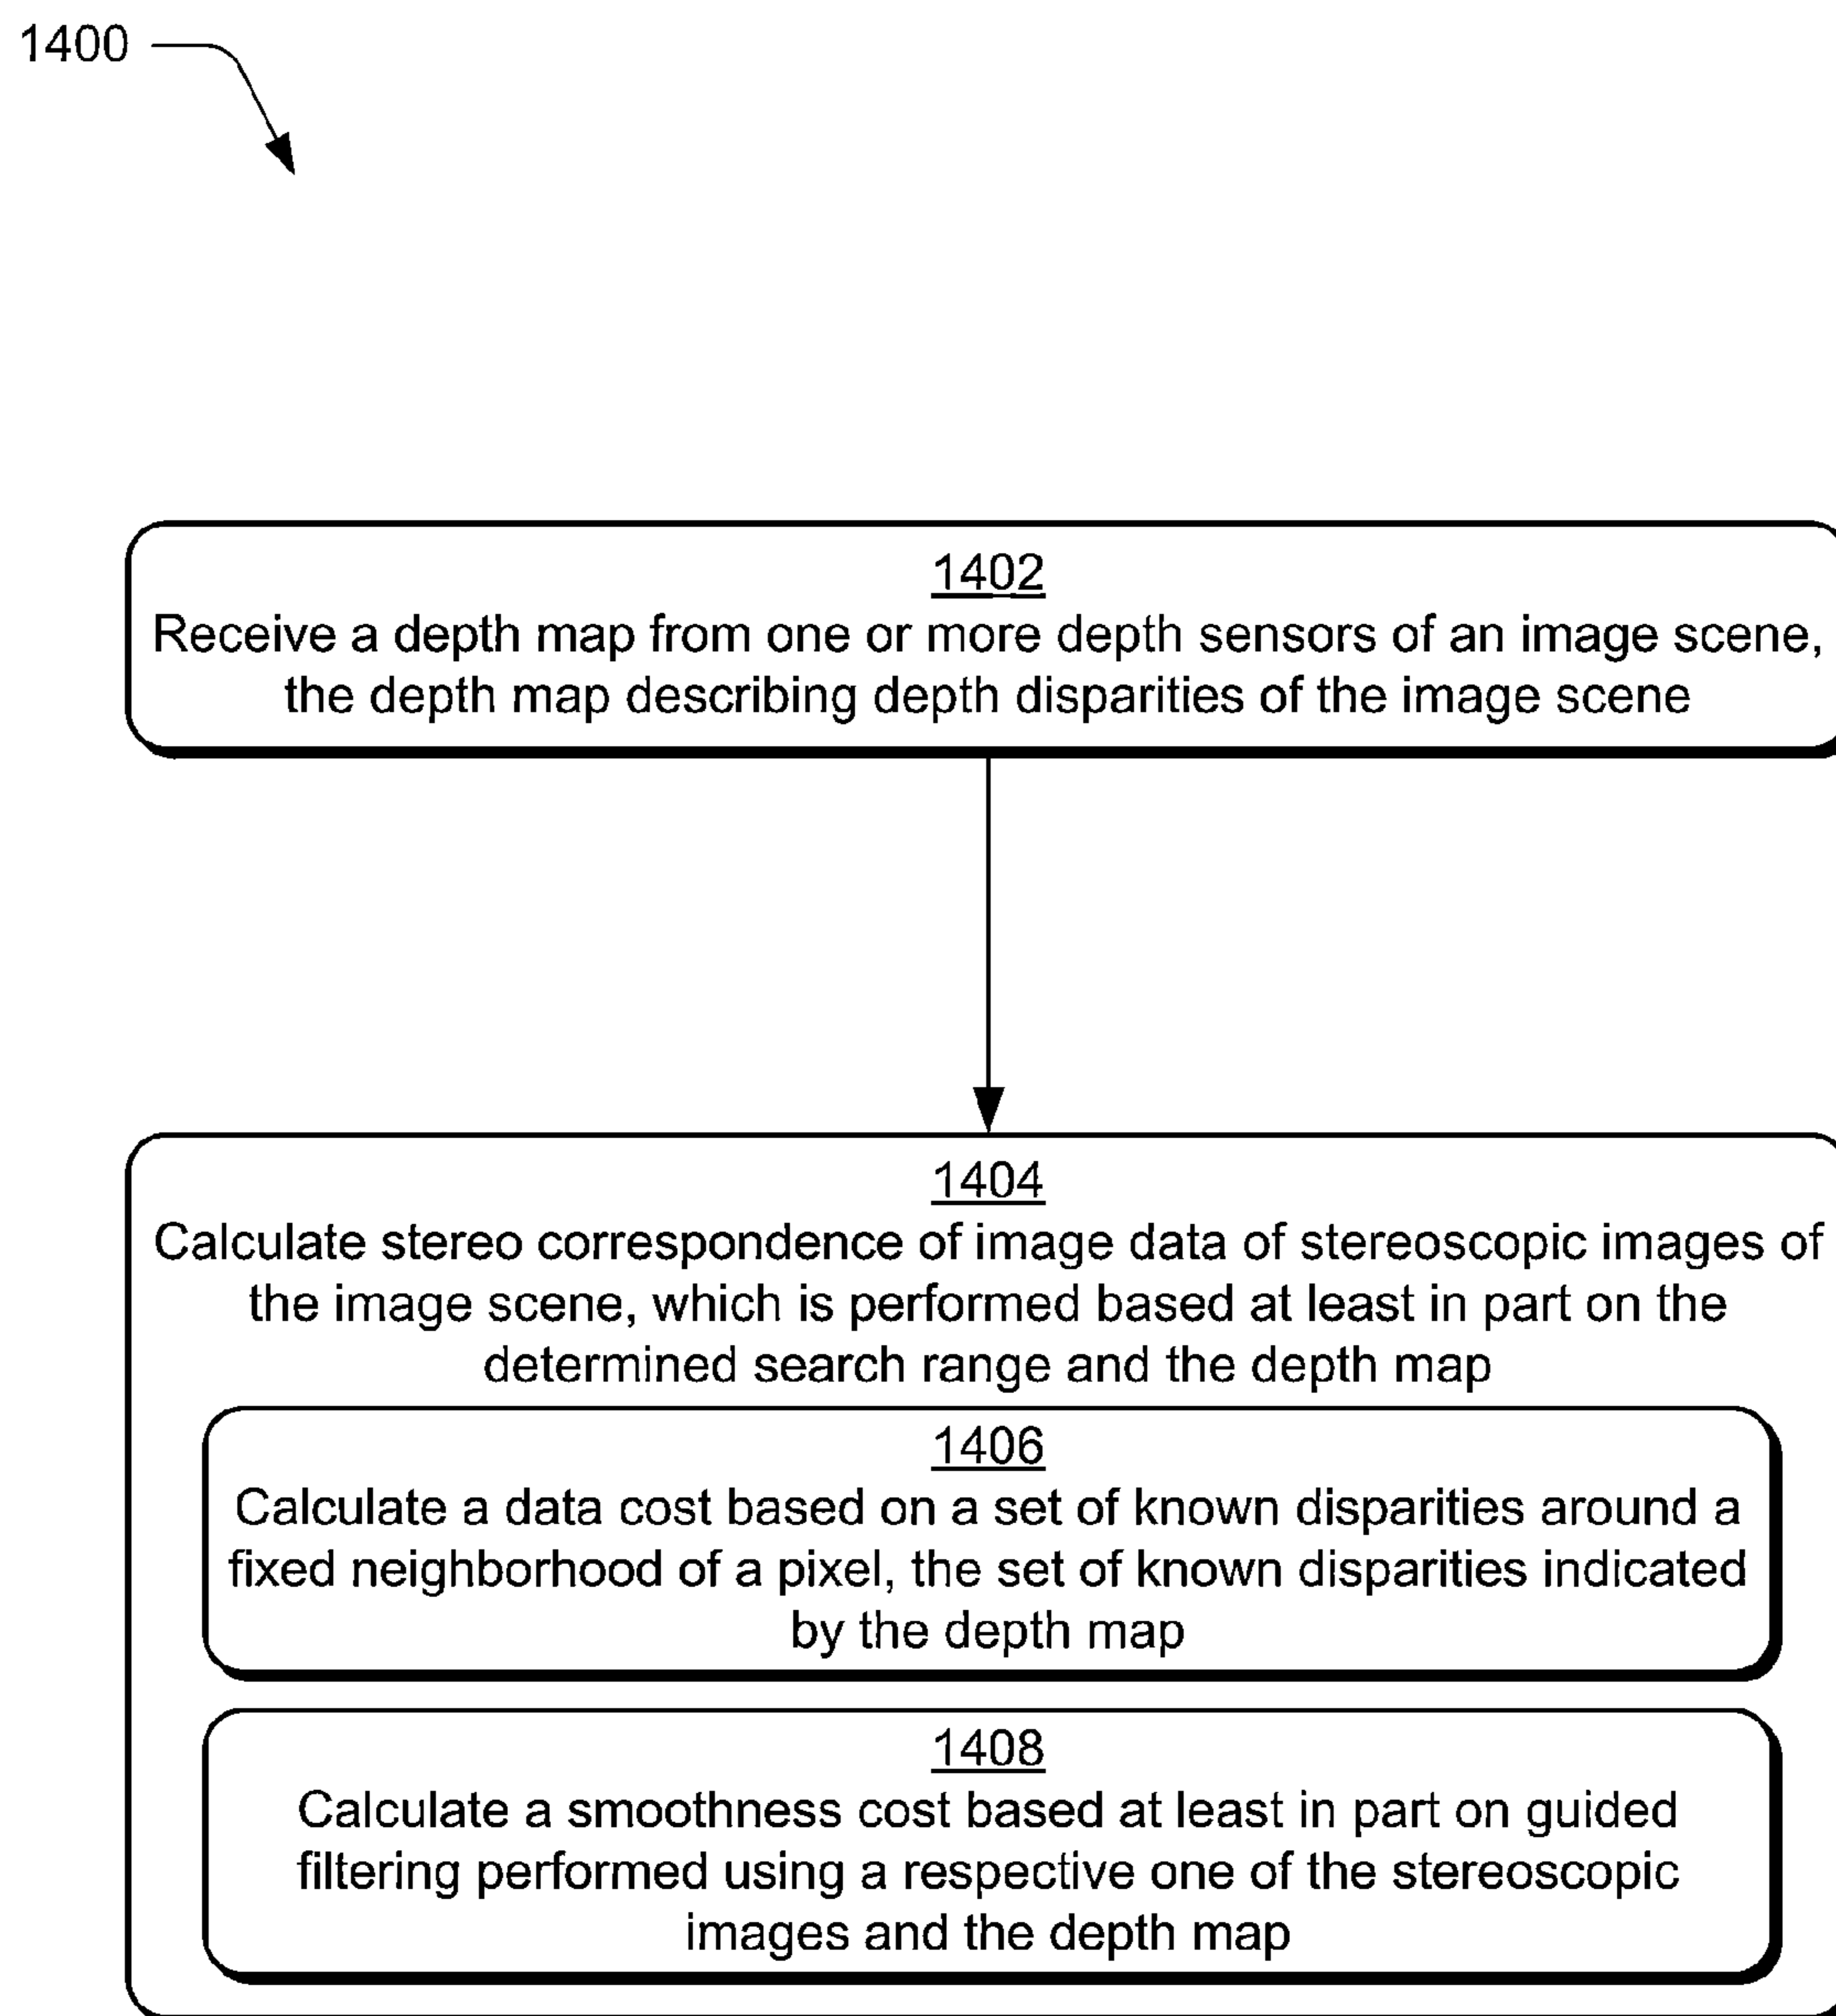 1400
1402
Receive a depth map from one or more depth sensors of an image scene,
the depth map describing depth disparities of the image scene
1404
Calculate stereo correspondence of image data of stereoscopic images of
the image scene, which is performed based at least in part on the
determined search range and the depth map
1406
Calculate a data cost based on a set of known disparities around a
fixed neighborhood of a pixel, the set of known disparities indicated
by the depth map
1408
Calculate a smoothness cost based at least in part on guided
filtering performed using a respective one of the stereoscopic
images and the depth map